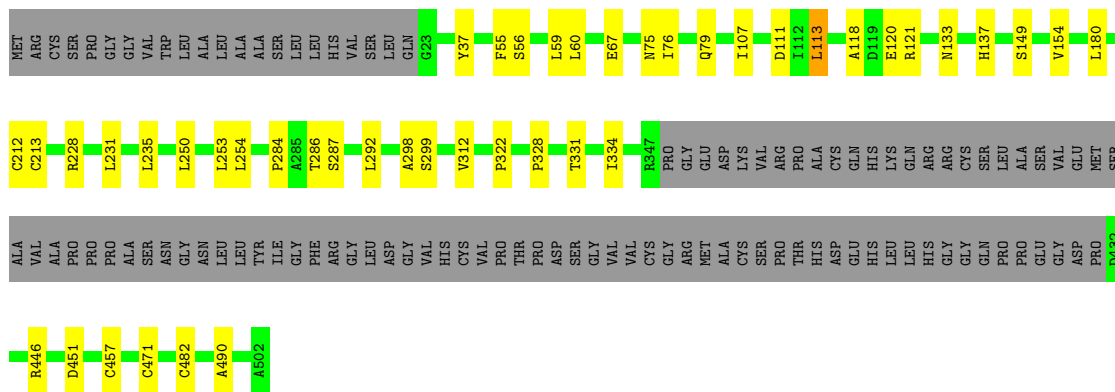 MET ARG CYS SER PRO GLY GLY VAL TRP LEU LEU ALA LEU ALA ALA SER LEU LEU HIS VAL SER LEU GLN G23 Y37 F55 S56 L59 L60 E67 N75 I76 Q79 I107 D111 I112 L113 A118 D119 E120 R121 N133 H137 S149 V154 L180
C212 C213 R228 L231 L235 L250 L253 L254 P284 A285 T286 S287 L292 A298 S299 V312 P322 P328 T331 I334 R347 PRO GLY GLU ASP LYS VAL ARG PRO ALA CYS GLN HIS LYS GLN ARG ARG CYS SER LEU ALA SER VAL GLU MET SER
ALA VAL ALA PRO PRO PRO ALA SER ASN GLY ASN LEU LEU TYR ILE GLY PHE ARG GLY LEU ASP GLY VAL HIS CYS VAL PRO THR PRO ASP SER GLY VAL VAL CYS GLY ARG MET ALA CYS SER PRO THR HIS ASP GLU HIS LEU LEU HIS GLY GLY GLN PRO PRO GLU GLY ASP PRO D432
R446 D451 C457 C471 C482 A490 A502